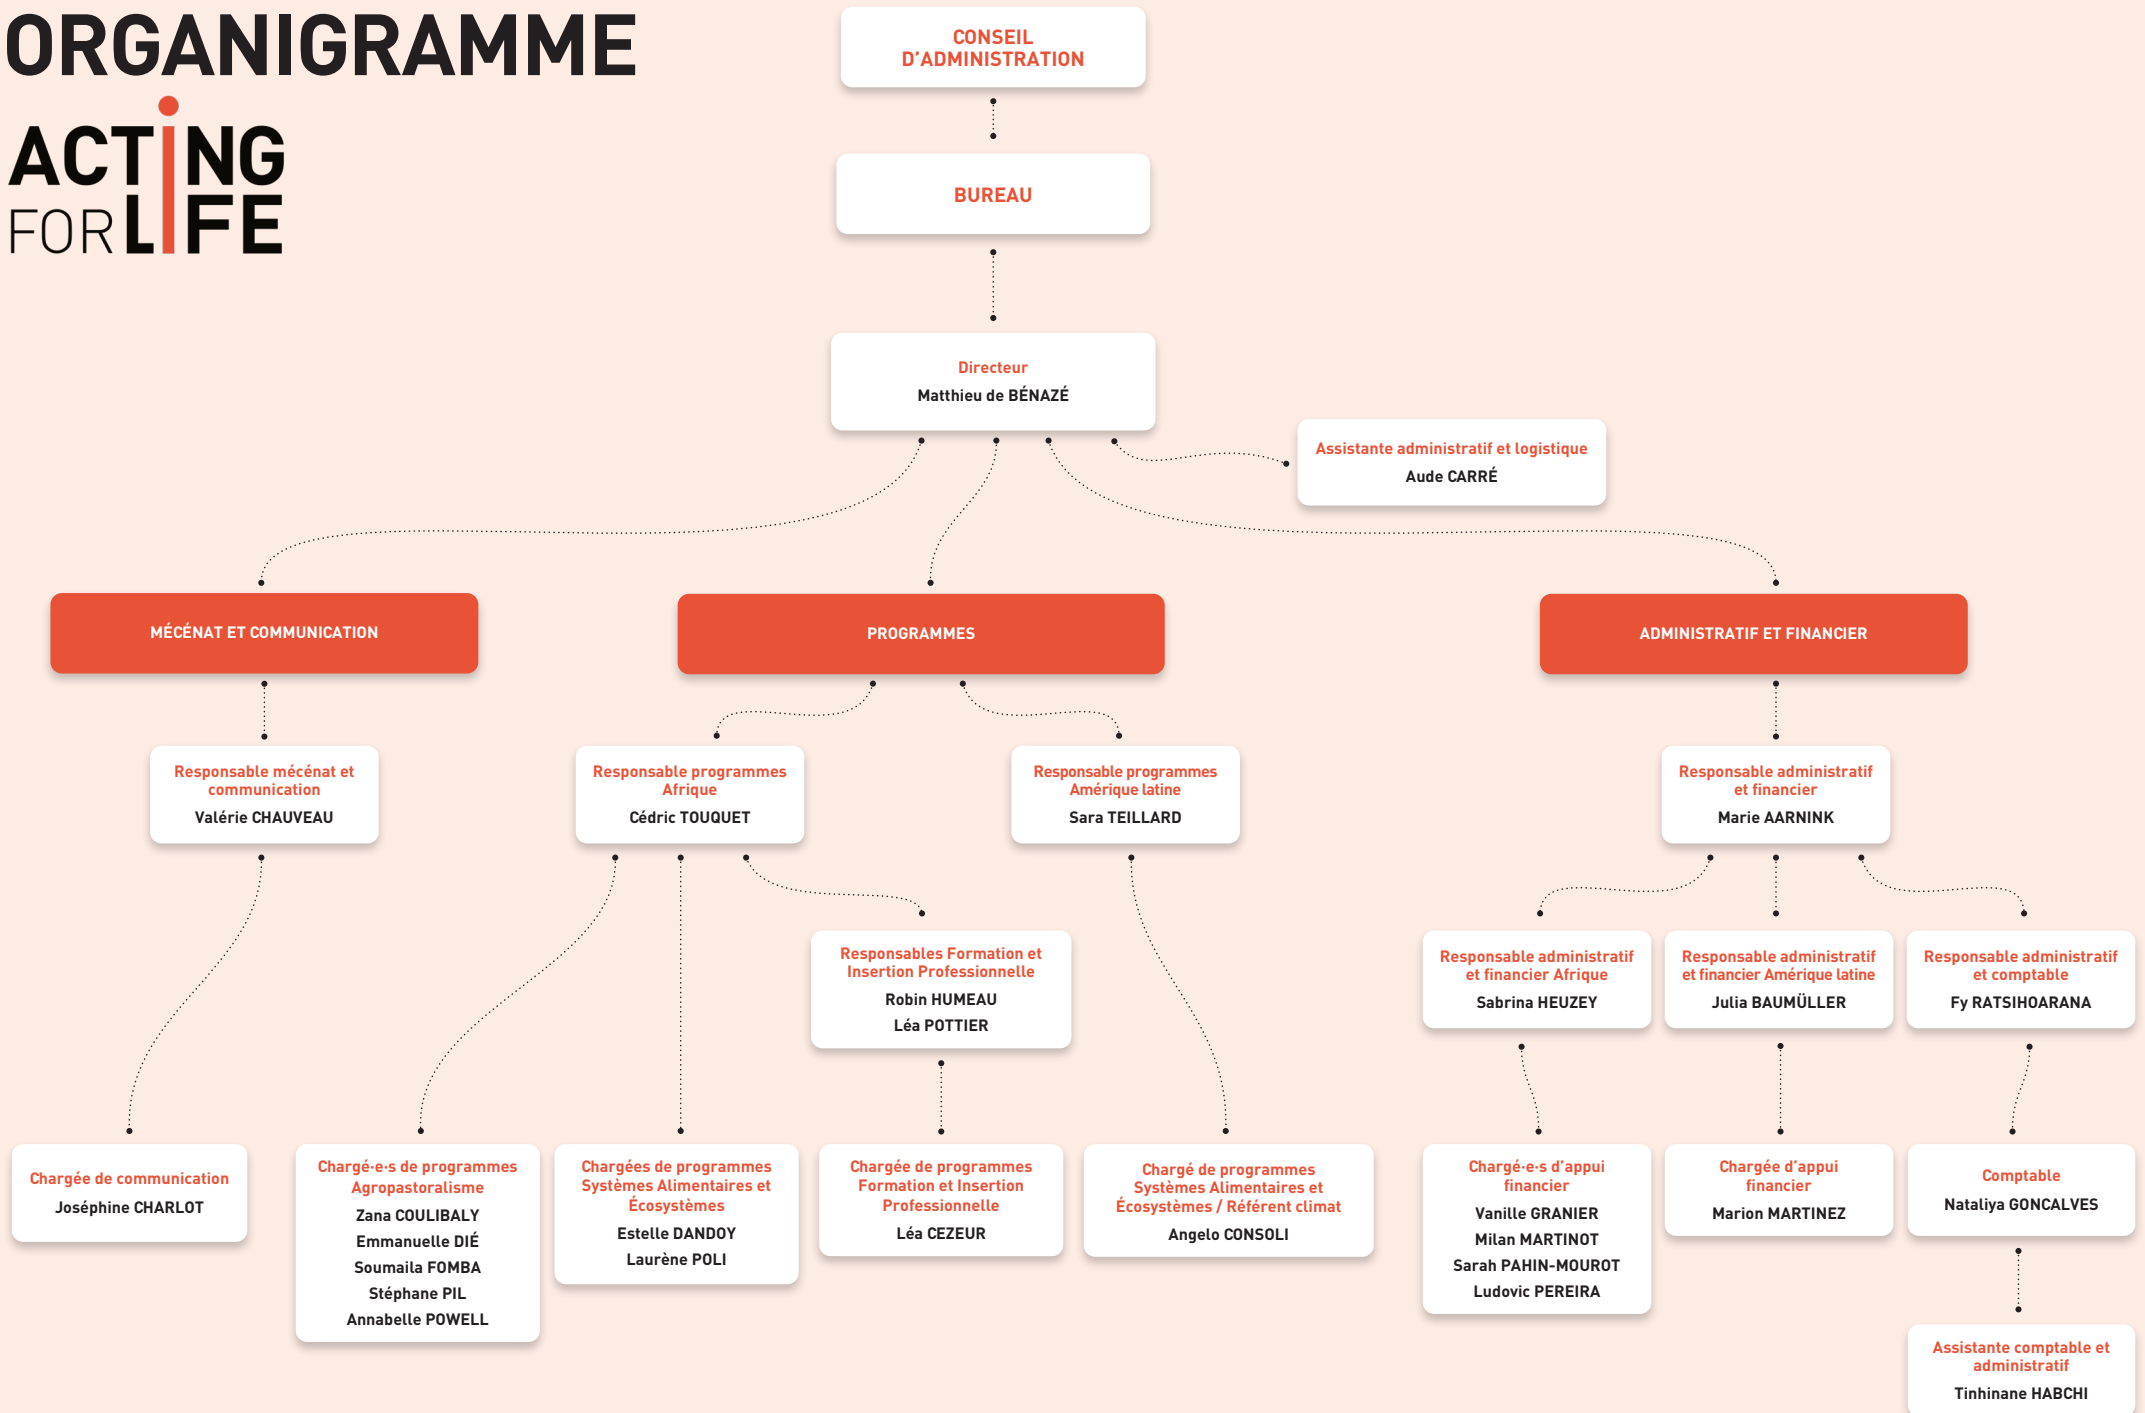 ORGANIGRAMME
ACTiNG
FOR LIFE
CONSEIL
D’ADMINISTRATION
BUREAU
Directeur
Matthieu de BÉNAZÉ
Assistante administratif et logistique
Aude CARRÉ
MÉCÉNAT ET COMMUNICATION
PROGRAMMES
ADMINISTRATIF ET FINANCIER
Responsable mécénat et
communication
Valérie CHAUVEAU
Responsable programmes
Afrique
Cédric TOUQUET
Responsable programmes
Amérique latine
Sara TEILLARD
Responsable administratif
et financier
Marie AARNINK
Responsables Formation et
Insertion Professionnelle
Robin HUMEAU
Léa POTTIER
Responsable administratif
et financier Afrique
Sabrina HEUZEY
Responsable administratif
et financier Amérique latine
Julia BAUMÜLLER
Responsable administratif
et comptable
Fy RATSIHOARANA
Chargée de communication
Joséphine CHARLOT
Chargé·e·s de programmes
Agropastoralisme
Zana COULIBALY
Emmanuelle DIÉ
Soumaila FOMBA
Stéphane PIL
Annabelle POWELL
Chargées de programmes
Systèmes Alimentaires et
Écosystèmes
Estelle DANDOY
Laurène POLI
Chargée de programmes
Formation et Insertion
Professionnelle
Léa CEZEUR
Chargé de programmes
Systèmes Alimentaires et
Écosystèmes / Référent climat
Angelo CONSOLI
Chargé·e·s d’appui
financier
Vanille GRANIER
Milan MARTINOT
Sarah PAHIN-MOUROT
Ludovic PEREIRA
Chargée d’appui
financier
Marion MARTINEZ
Comptable
Nataliya GONCALVES
Assistante comptable et
administratif
Tinhinane HABCHI